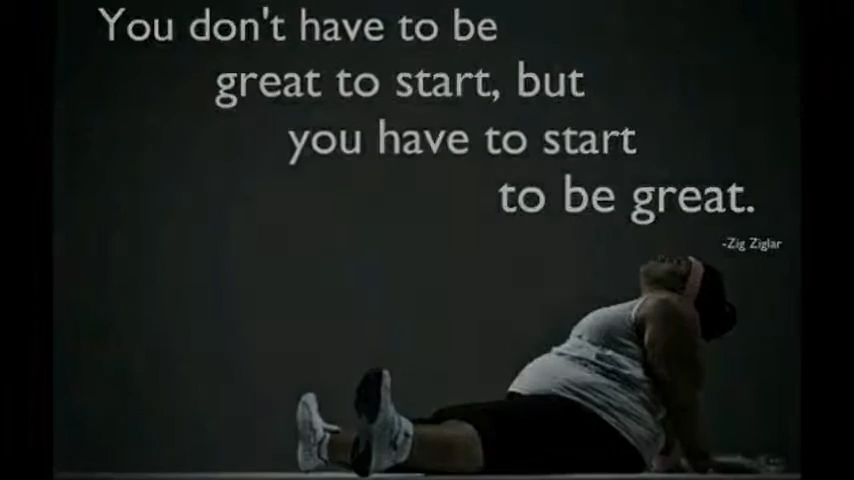 You don't have to be
great to start, but
you have to start
to be great.
-Zig Ziglar